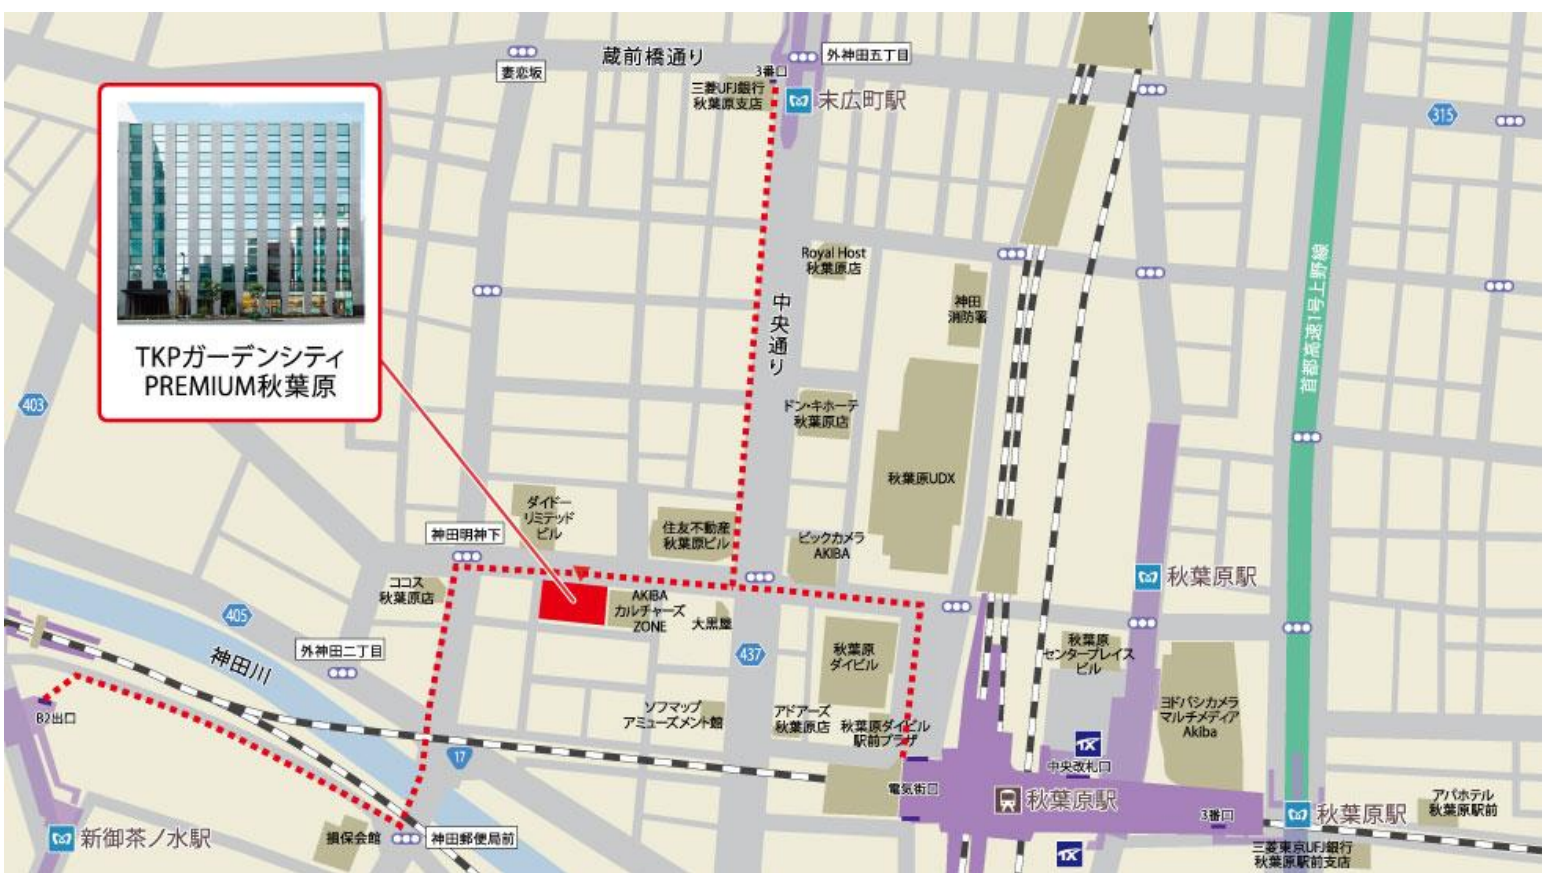 蔵前橋通り
外神田五丁目
妻恋坂
3番口
三菱UFJ銀行
秋葉原支店
末広町駅
315
TKPガーデンシティ
PREMIUM秋葉原
Royal Host
秋葉原店
神田
消防署
中央通り
首都高速1号上野線
403
ドン・キホーテ
秋葉原店
秋葉原UDX
ダイドー
リミテッド
ビル
神田明神下
住友不動産
秋葉原ビル
ビックカメラ
AKIBA
秋葉原駅
ココス
秋葉原店
AKIBA
カルチャーズ
ZONE
大黒屋
405
外神田二丁目
神田川
437
秋葉原
ダイビル
秋葉原
センタープレイス
ビル
B2出口
ソフマップ
アミューズメント館
アドアーズ
秋葉原店
秋葉原ダイビル
駅前プラザ
ヨドバシカメラ
マルチメディア
Akiba
17
TX
中央改札口
電気街口
秋葉原駅
3番口
秋葉原駅
アパホテル
秋葉原駅前
新御茶ノ水駅
損保会館
神田郵便局前
TX
三菱東京UFJ銀行
秋葉原駅前支店